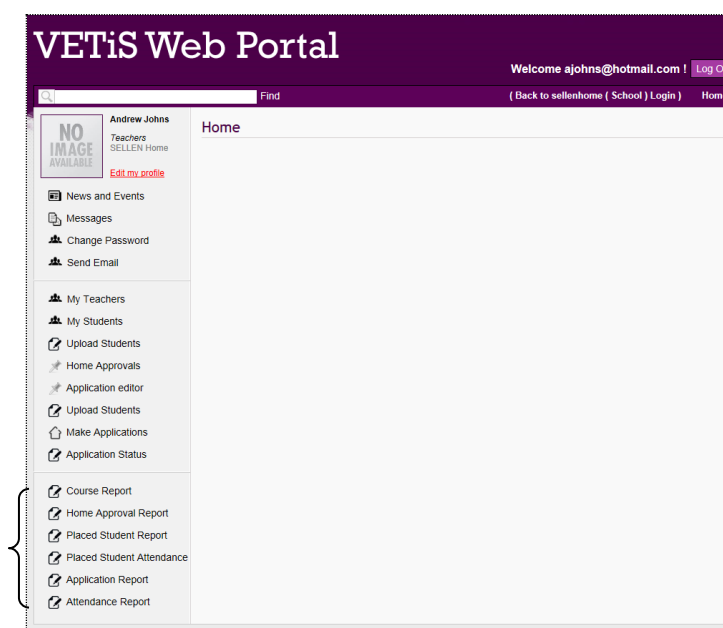 VETiS Web Portal
Welcome ajohns@hotmail.com !
Log O
Find
( Back to sellenhome ( School ) Login )
Hom
NO
IMAGE
AVAILABLE
Andrew Johns
Teachers
SELLEN Home
Edit my profile
Home
News and Events
Messages
Change Password
Send Email
My Teachers
My Students
Upload Students
Home Approvals
Application editor
Upload Students
Make Applications
Application Status
Course Report
Home Approval Report
Placed Student Report
Placed Student Attendance
Application Report
Attendance Report